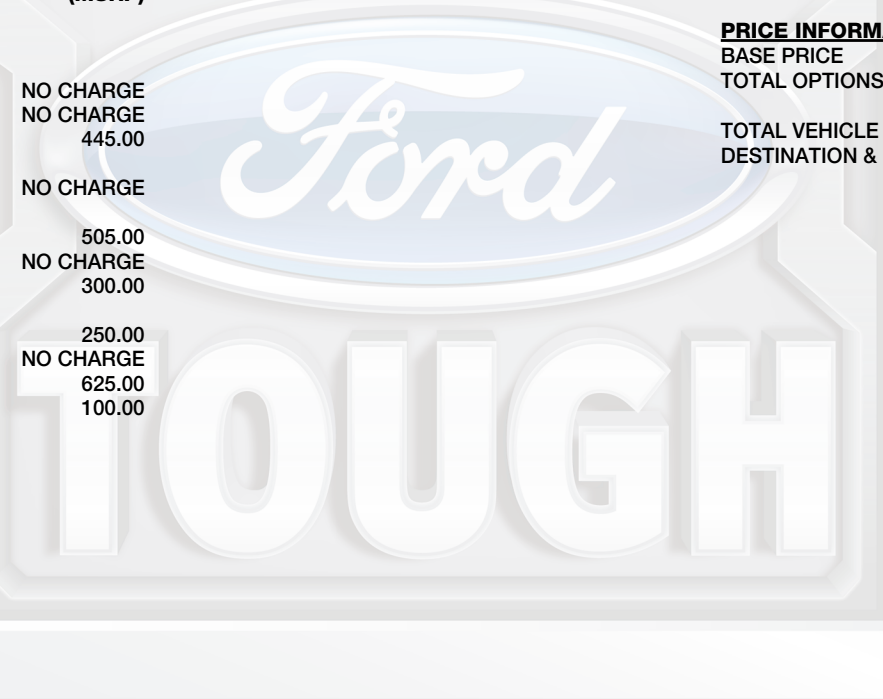 NO CHARGE
NO CHARGE
445.00
NO CHARGE
505.00
NO CHARGE
300.00
250.00
NO CHARGE
625.00
100.00
PRICE INFORM
BASE PRICE
TOTAL OPTIONS
TOTAL VEHICLE
DESTINATION &
Ford
TOUGH